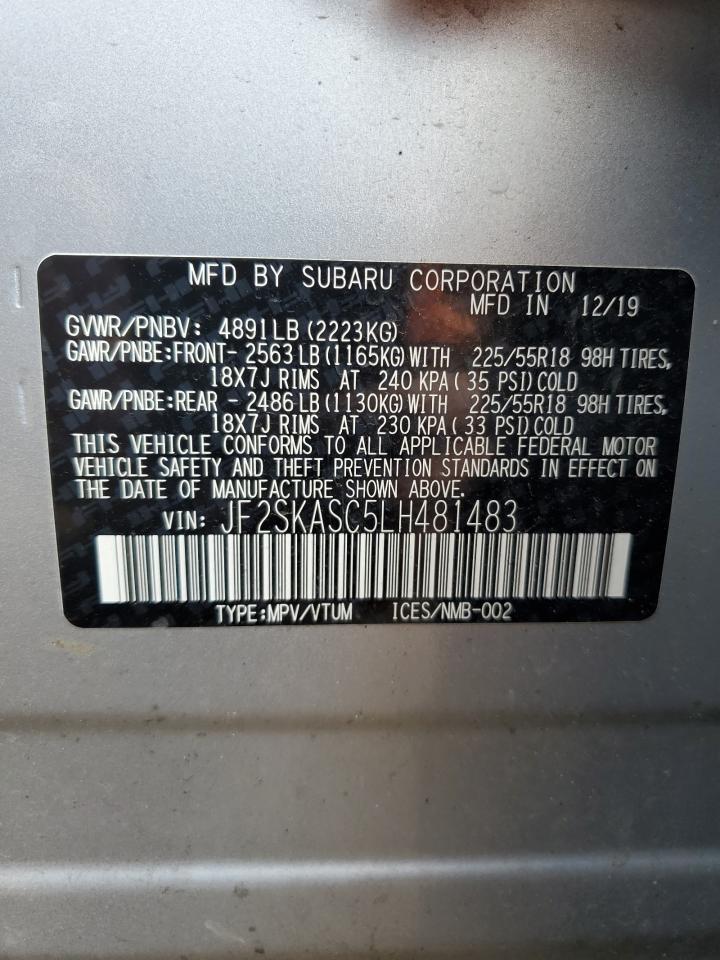 MFD BY SUBARU CORPORATION
MFD IN 12/19
GVWR/PNBV: 4891LB (2223KG)
GAWR/PNBE:FRONT- 2563 LB (1165KG) WITH 225/55R18 98H TIRES,
18X7J RIMS AT 240 KPA ( 35 PSI) COLD
GAWR/PNBE:REAR - 2486 LB (1130KG) WITH 225/55R18 98H TIRES,
18X7J RIMS AT 230 KPA ( 33 PSI) COLD
THIS VEHICLE CONFORMS TO ALL APPLICABLE FEDERAL MOTOR
VEHICLE SAFETY AND THEFT PREVENTION STANDARDS IN EFFECT ON
THE DATE OF MANUFACTURE SHOWN ABOVE.
VIN: JF2SKASC5LH481483
TYPE:MPV/VTUM ICES/NMB-002